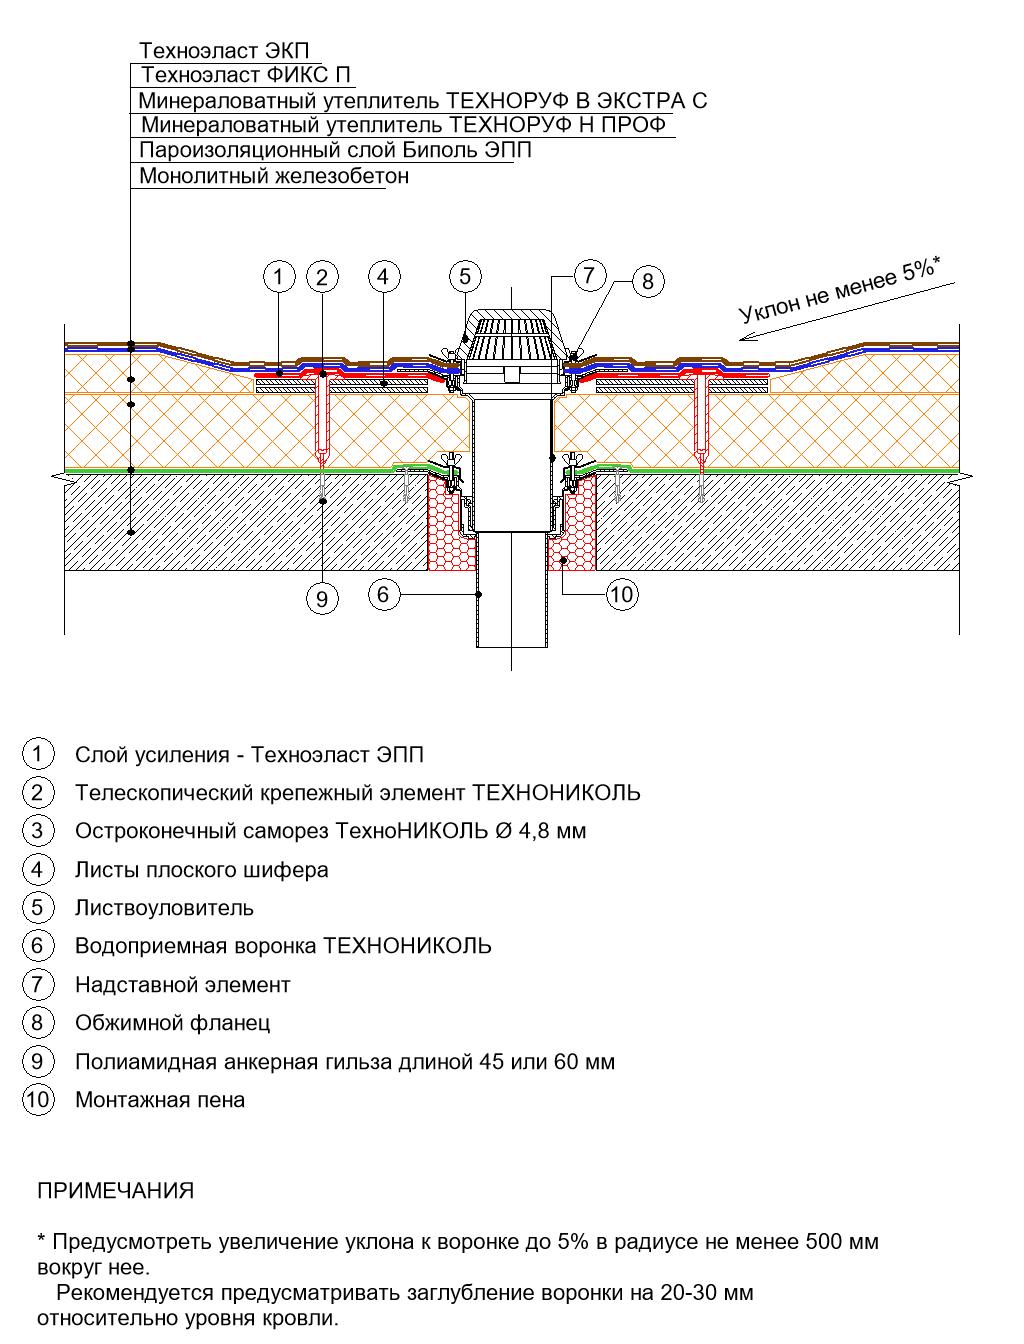 Техноэласт ЭКП
Техноэласт ФИКС П
Минераловатный утеплитель ТЕХНОРУФ В ЭКСТРА С
Минераловатный утеплитель ТЕХНОРУФ Н ПРОФ
Пароизоляционный слой Биполь ЭПП
Монолитный железобетон
1 2 4 5 7 8
Уклон не менее 5%*
9 6 10
1 Слой усиления - Техноэласт ЭПП
2 Телескопический крепежный элемент ТЕХНОНИКОЛЬ
3 Остроконечный саморез ТехноНИКОЛЬ Ø 4,8 мм
4 Листы плоского шифера
5 Листвоуловитель
6 Водоприемная воронка ТЕХНОНИКОЛЬ
7 Надставной элемент
8 Обжимной фланец
9 Полиамидная анкерная гильза длиной 45 или 60 мм
10 Монтажная пена
ПРИМЕЧАНИЯ
* Предусмотреть увеличение уклона к воронке до 5% в радиусе не менее 500 мм
вокруг нее.
Рекомендуется предусматривать заглубление воронки на 20-30 мм
относительно уровня кровли.